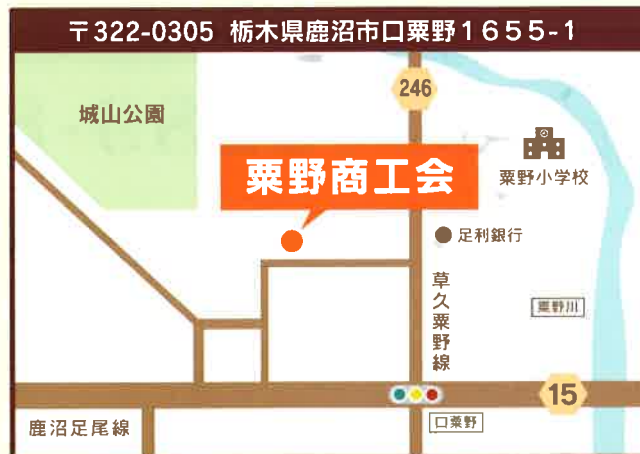 〒322-0305 栃木県鹿沼市口粟野1655-1
246
城山公園
粟野商工会
粟野小学校
足利銀行
草久粟野線
粟野川
15
口粟野
鹿沼足尾線